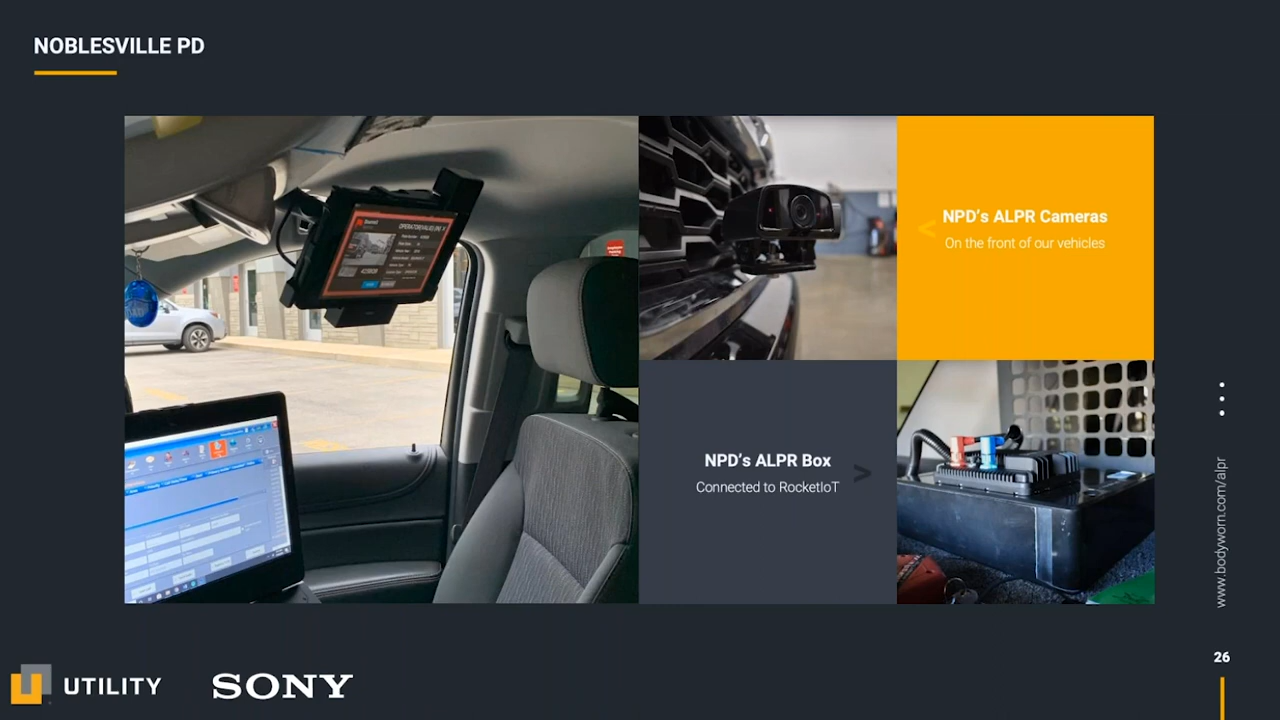 NOBLESVILLE PD
NPD's ALPR Cameras
<
On the front of our vehicles
NPD's ALPR Box
>
Connected to RocketIoT
www.bodyworn.com/alpr
26
UTILITY
SONY